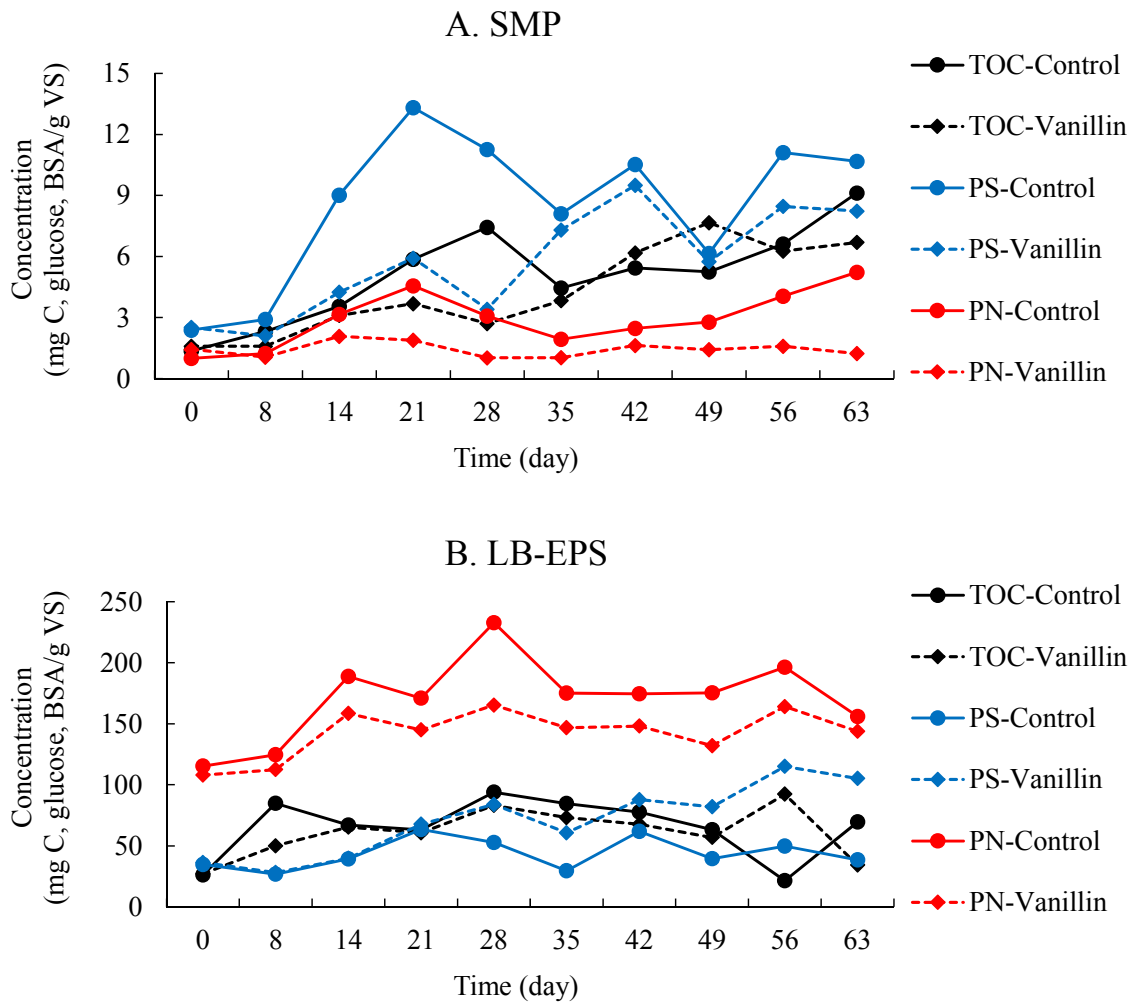 A. SMP
Concentration
(mg C, glucose, BSA/g VS)
15
12
9
6
3
0
0 8 14 21 28 35 42 49 56 63
Time (day)
TOC-Control
TOC-Vanillin
PS-Control
PS-Vanillin
PN-Control
PN-Vanillin
B. LB-EPS
Concentration
(mg C, glucose, BSA/g VS)
250
200
150
100
50
0
0 8 14 21 28 35 42 49 56 63
Time (day)
TOC-Control
TOC-Vanillin
PS-Control
PS-Vanillin
PN-Control
PN-Vanillin